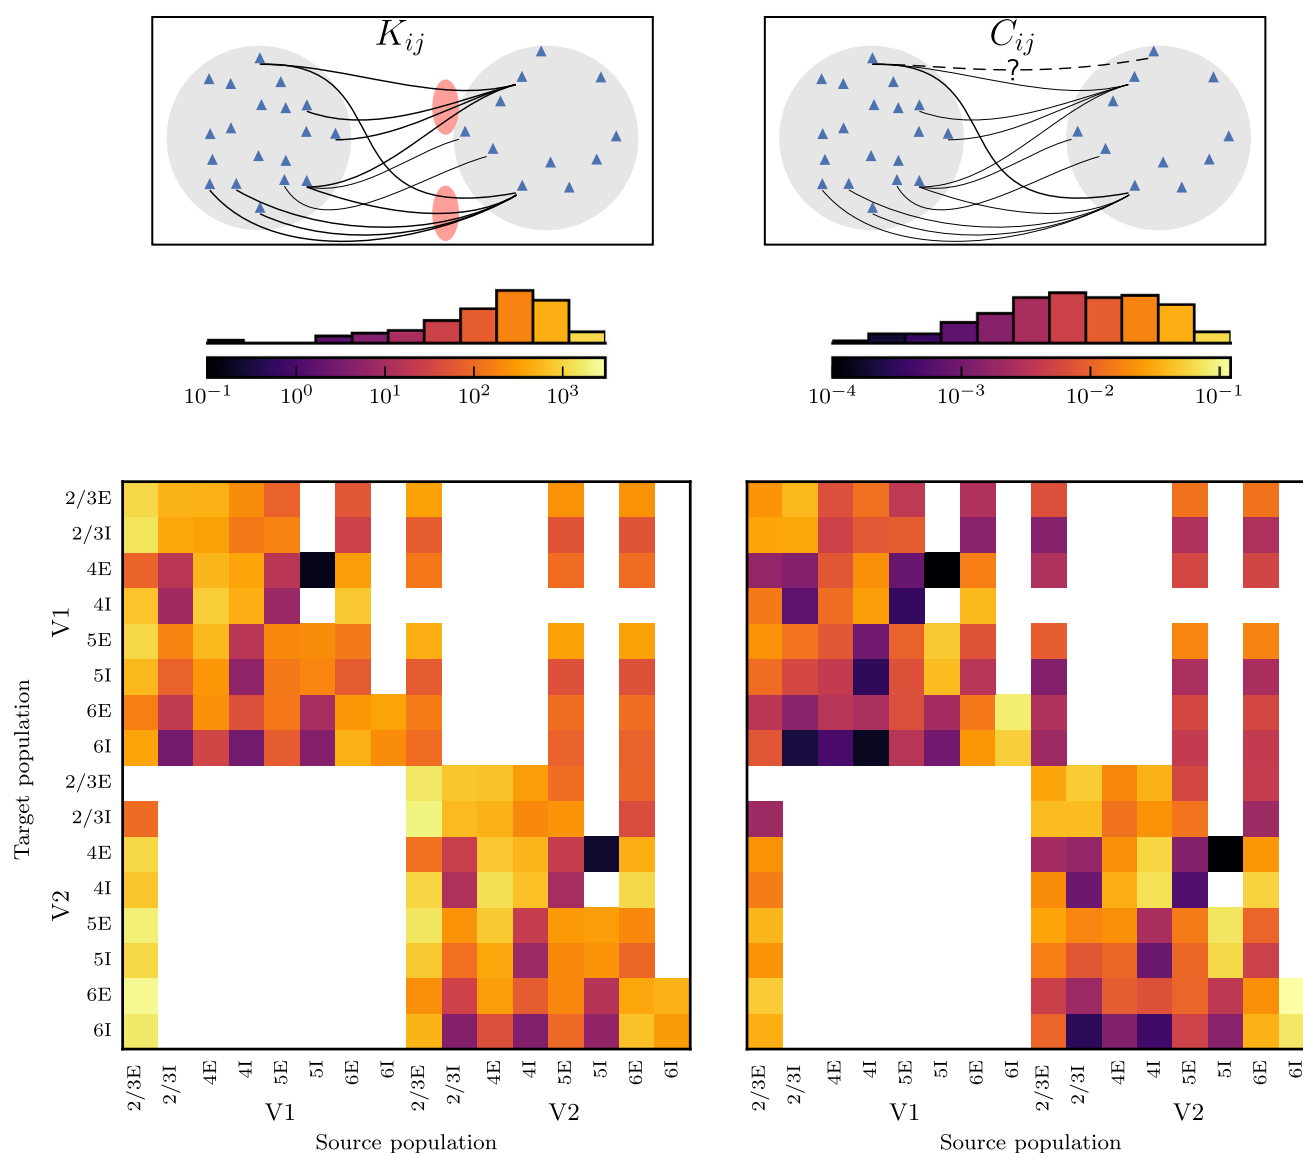 K_{ij}
C_{ij}
?
10^{−1} 10^{0} 10^{1} 10^{2} 10^{3}
10^{−4} 10^{−3} 10^{−2} 10^{−1}
Target population
V1
2/3E
2/3I
4E
4I
5E
5I
6E
6I
V2
2/3E
2/3I
4E
4I
5E
5I
6E
6I
2/3E 2/3I 4E 4I 5E 5I 6E 2/3E 2/3I 4E 4I 5E 5I 6E 6I
V1 V2
Source population
2/3E 2/3I 4E 4I 5E 5I 6E 6I 2/3E 2/3I 4E 4I 5E 5I 6E 6I
V1 V2
Source population